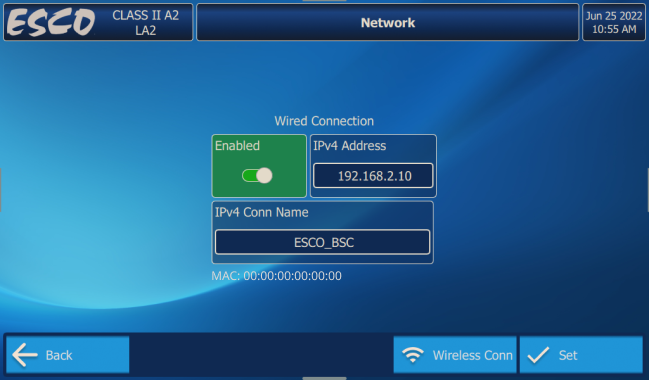 ESCO
CLASS II A2
LA2
Network
Jun 25 2022
10:55 AM
Wired Connection
Enabled
IPv4 Address
192.168.2.10
IPv4 Conn Name
ESCO_BSC
MAC: 00:00:00:00:00:00
Back
Wireless Conn
Set